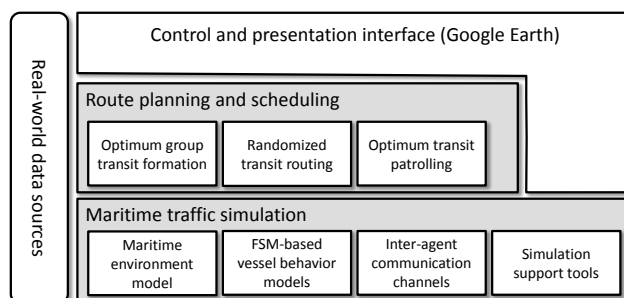 Real-world data sources
Control and presentation interface (Google Earth)
Route planning and scheduling
Optimum group
transit formation
Randomized
transit routing
Optimum transit
patrolling
Maritime traffic simulation
Maritime
environment
model
FSM-based
vessel behavior
models
Inter-agent
communication
channels
Simulation
support tools